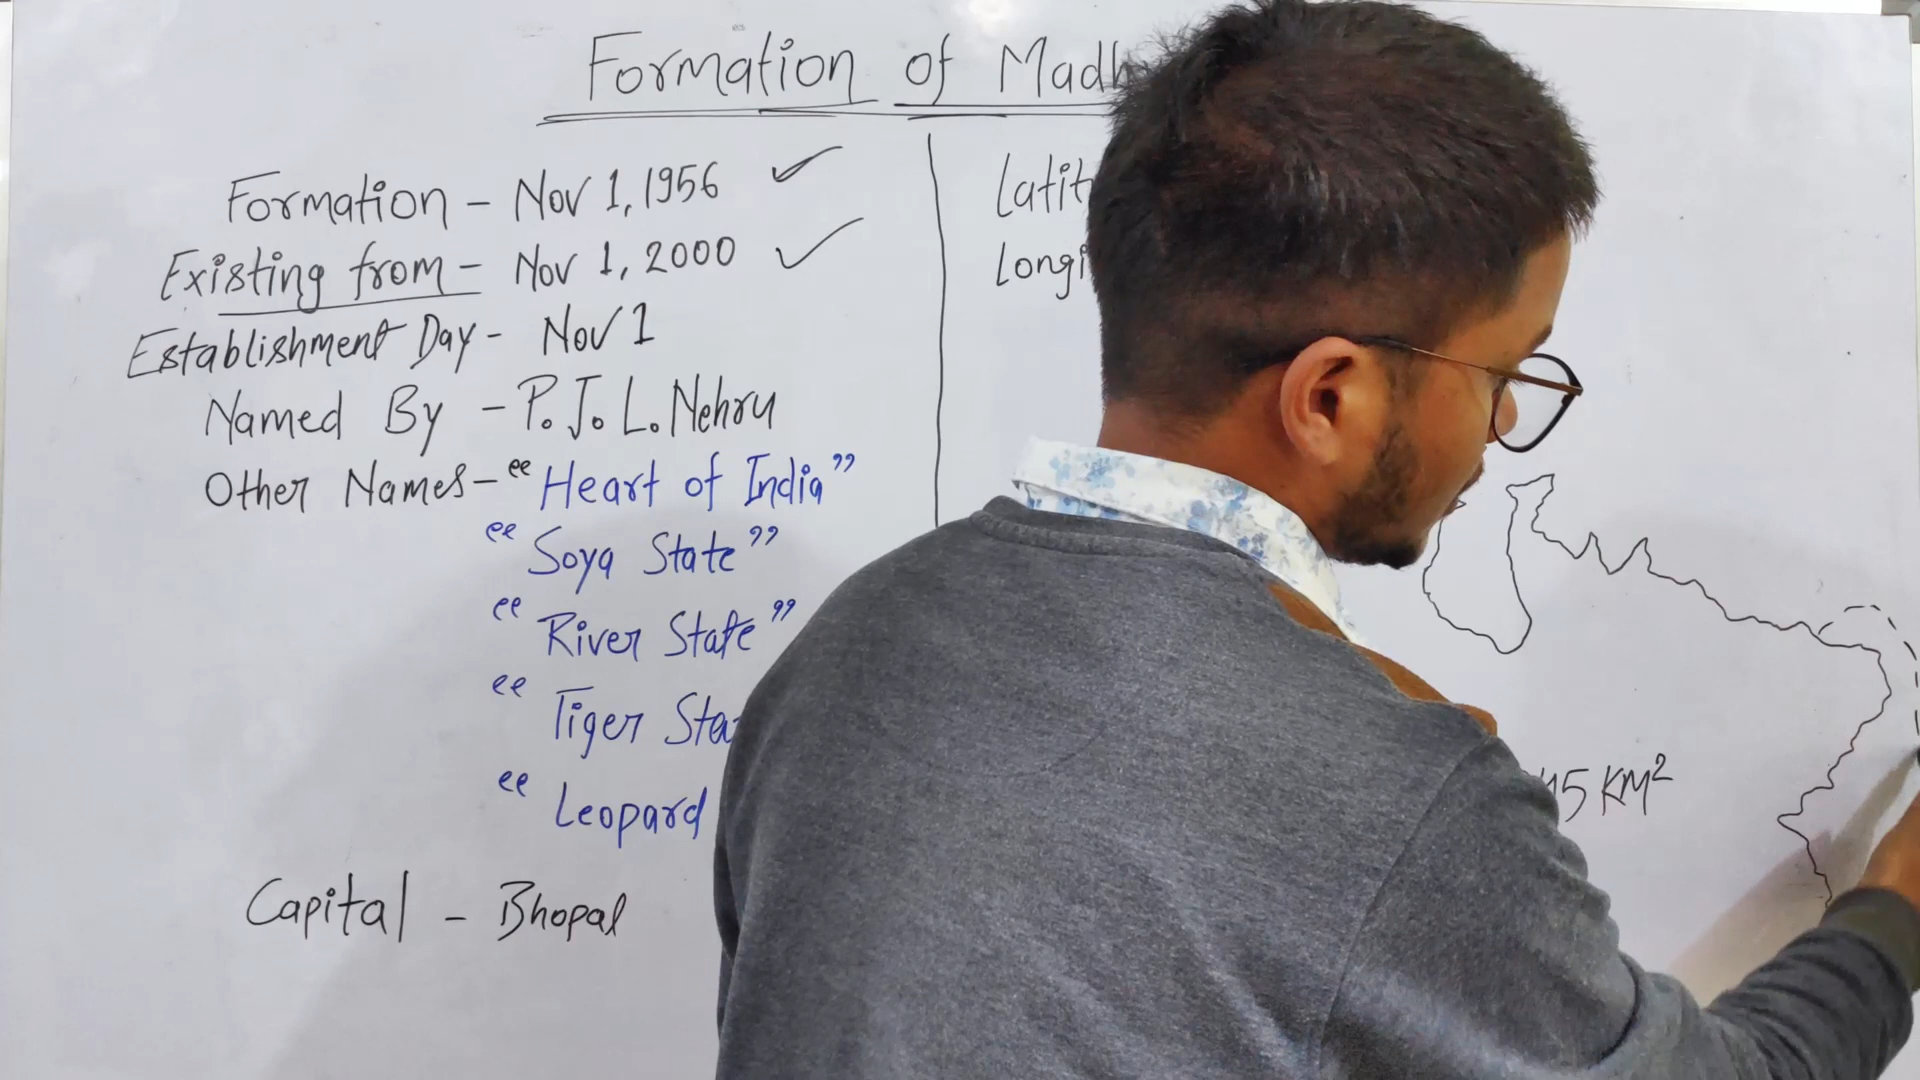 Formation of Madh
Formation - Nov 1, 1956
Existing from - Nov 1, 2000
Establishment Day - Nov 1
Named By - P. J. L. Nehru
Other Names - "Heart of India"
"Soya State"
"River State"
"Tiger Sta
"Leopard
Capital - Bhopal
Latit
Longi
45 KM²